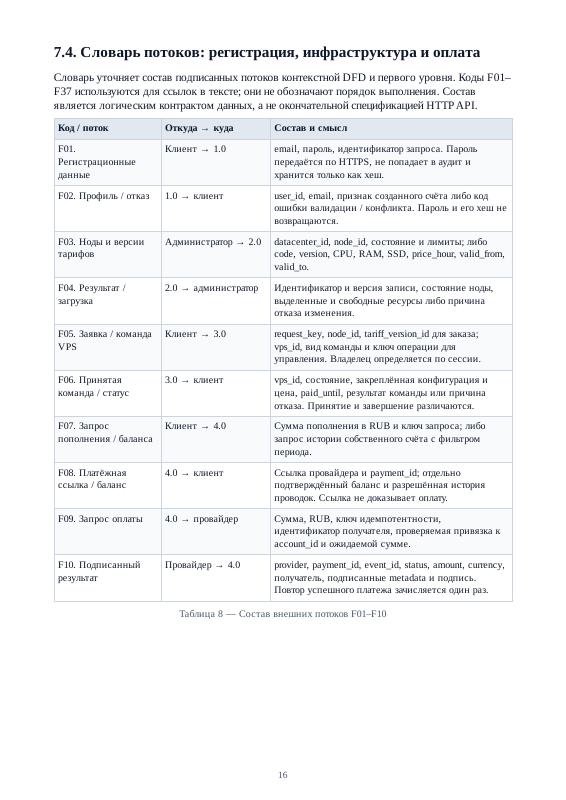 7.4. Словарь потоков: регистрация, инфраструктура и оплата
Словарь уточняет состав подписанных потоков контекстной DFD и первого уровня. Коды F01–
F37 используются для ссылок в тексте; они не обозначают порядок выполнения. Состав
является логическим контрактом данных, а не окончательной спецификацией HTTP API.
Код / поток Откуда → куда Состав и смысл
F01.
Регистрационные
данные
Клиент → 1.0
email, пароль, идентификатор запроса. Пароль
передаётся по HTTPS, не попадает в аудит и
хранится только как хеш.
F02. Профиль / отказ
1.0 → клиент
user_id, email, признак созданного счёта либо код
ошибки валидации / конфликта. Пароль и его хеш не
возвращаются.
F03. Ноды и версии
тарифов
Администратор → 2.0
datacenter_id, node_id, состояние и лимиты; либо
code, version, CPU, RAM, SSD, price_hour, valid_from,
valid_to.
F04. Результат /
загрузка
2.0 → администратор
Идентификатор и версия записи, состояние ноды,
выделенные и свободные ресурсы либо причина
отказа изменения.
F05. Заявка / команда
VPS
Клиент → 3.0
request_key, node_id, tariff_version_id для заказа;
vps_id, вид команды и ключ операции для
управления. Владелец определяется по сессии.
F06. Принятая
команда / статус
3.0 → клиент
vps_id, состояние, закреплённая конфигурация и
цена, paid_until, результат команды или причина
отказа. Принятие и завершение различаются.
F07. Запрос
пополнения / баланса
Клиент → 4.0
Сумма пополнения в RUB и ключ запроса; либо
запрос истории собственного счёта с фильтром
периода.
F08. Платёжная
ссылка / баланс
4.0 → клиент
Ссылка провайдера и payment_id; отдельно
подтверждённый баланс и разрешённая история
проводок. Ссылка не доказывает оплату.
F09. Запрос оплаты
4.0 → провайдер
Сумма, RUB, ключ идемпотентности,
идентификатор получателя, проверяемая привязка к
account_id и ожидаемой сумме.
F10. Подписанный
результат
Провайдер → 4.0
provider, payment_id, event_id, status, amount, currency,
получатель, подписанные metadata и подпись.
Повтор успешного платежа зачисляется один раз.
Таблица 8 — Состав внешних потоков F01–F10
16